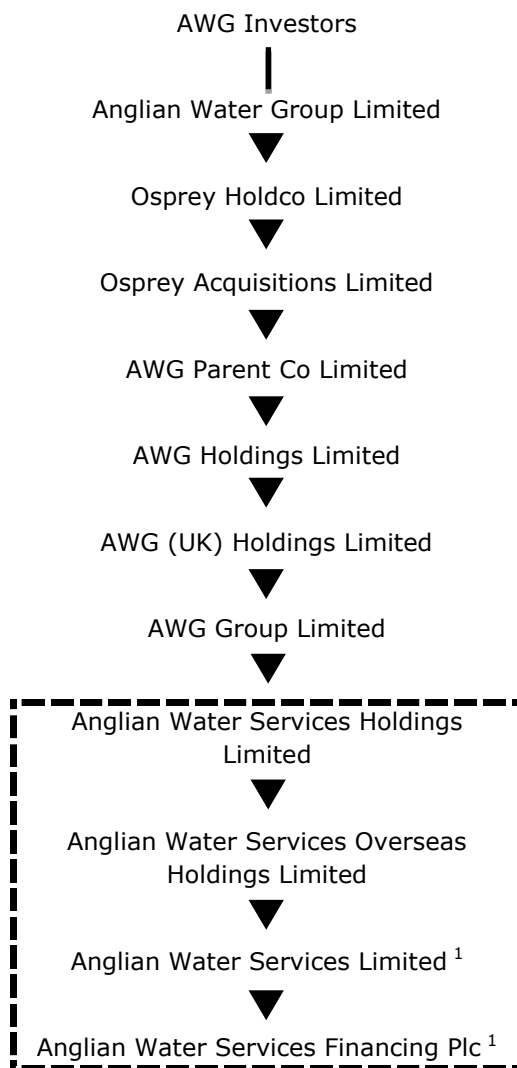 AWG Investors
Anglian Water Group Limited
Osprey Holdco Limited
Osprey Acquisitions Limited
AWG Parent Co Limited
AWG Holdings Limited
AWG (UK) Holdings Limited
AWG Group Limited
Anglian Water Services Holdings
Limited
Anglian Water Services Overseas
Holdings Limited
Anglian Water Services Limited 1
Anglian Water Services Financing Plc 1